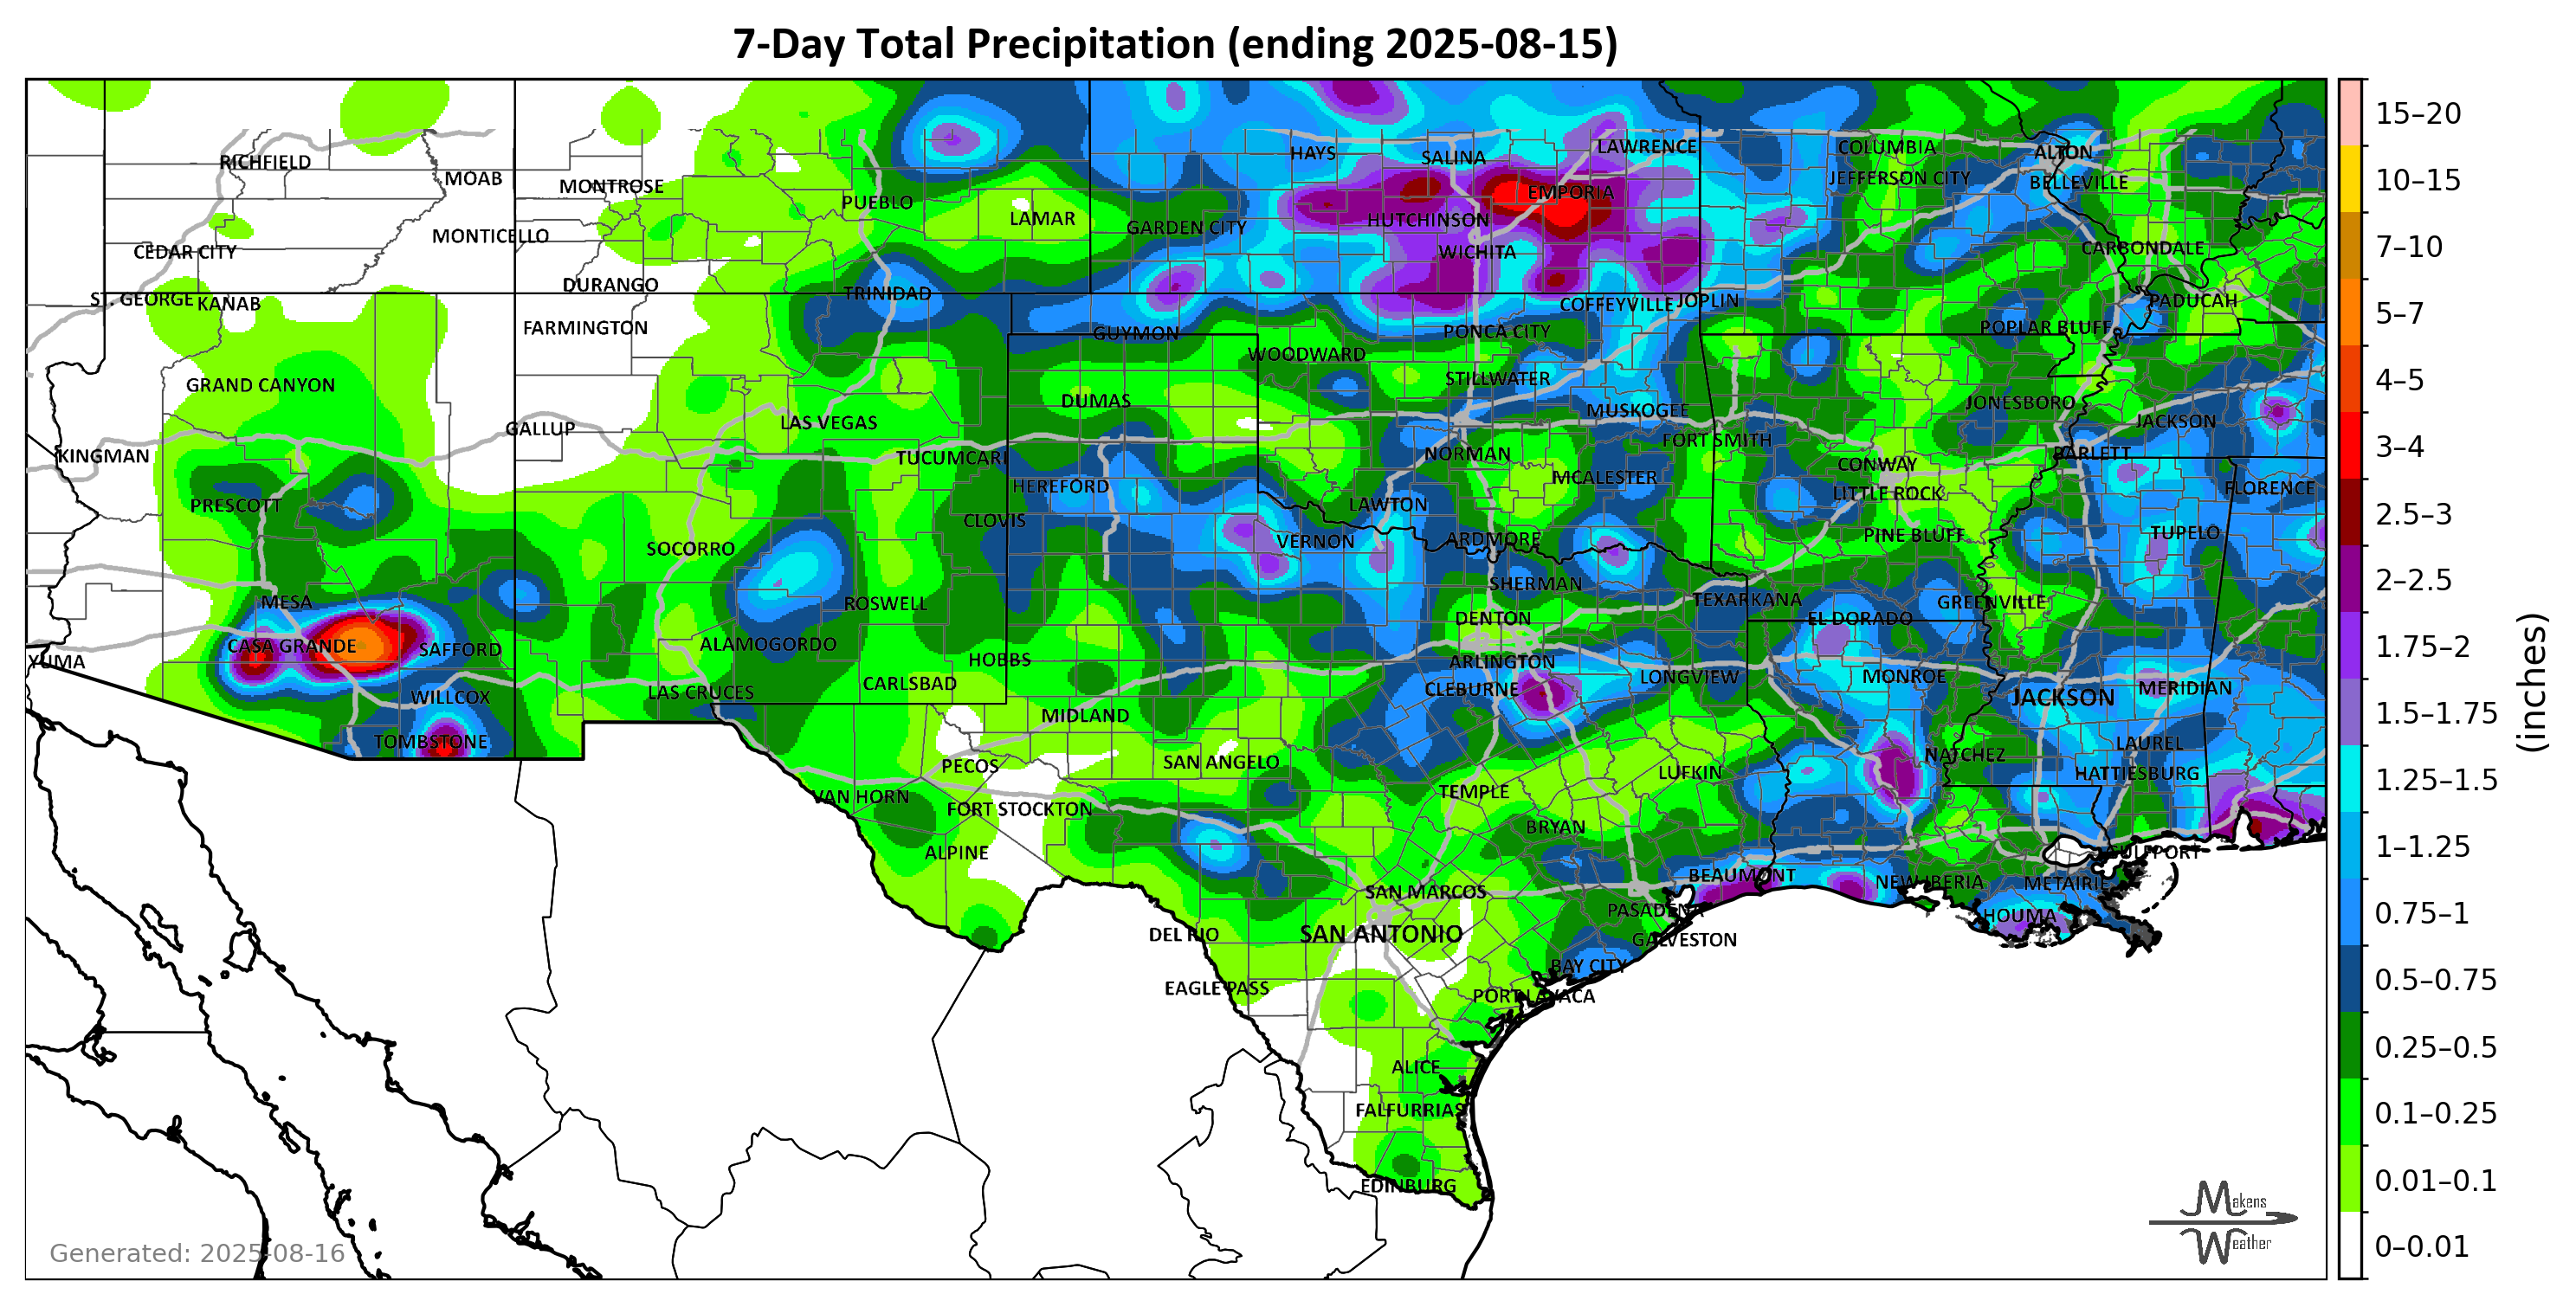 7-Day Total Precipitation (ending 2025-08-15)
RICHFIELD
MOAB
MONTROSE
PUEBLO
LAMAR
HAYS
SALINA
LAWRENCE
COLUMBIA
ALTON
JEFFERSON CITY
BELLEVILLE
EMPORIA
HUTCHINSON
GARDEN CITY
WICHITA
MONTICELLO
CEDAR CITY
CARBONDALE
DURANGO
TRINIDAD
ST. GEORGE
KANAB
COFFEYVILLE
JOPLIN
PADUCAH
FARMINGTON
GUYMON
PONCA CITY
POPLAR BLUFF
WOODWARD
STILLWATER
GRAND CANYON
DUMAS
MUSKOGEE
JONESBORO
JACKSON
LAS VEGAS
GALLUP
FORT SMITH
KINGMAN
TUCUMCARI
NORMAN
BARLETT
CONWAY
MCALESTER
HEREFORD
LITTLE ROCK
FLORENCE
PRESCOTT
LAWTON
CLOVIS
PINE BLUFF
TUPELO
VERNON
ARDMORE
SOCORRO
SHERMAN
MESA
ROSWELL
TEXARKANA
GREENVILLE
DENTON
EL DORADO
CASA GRANDE
SAFFORD
ALAMOGORDO
HOBBS
ARLINGTON
YUMA
LONGVIEW
MONROE
CARLSBAD
CLEBURNE
LAS CRUCES
WILLCOX
JACKSON
MERIDIAN
MIDLAND
TOMBSTONE
LAUREL
NATCHEZ
PECOS
SAN ANGELO
LUFKIN
HATTIESBURG
VAN HORN
FORT STOCKTON
TEMPLE
BRYAN
ALPINE
GULFPORT
BEAUMONT
NEW IBERIA
METAIRIE
SAN MARCOS
PASADENA
HOUMA
DEL RIO
SAN ANTONIO
GALVESTON
BAY CITY
EAGLE PASS
PORT LAVACA
ALICE
FALFURRIAS
EDINBURG
15–20
10–15
7–10
5–7
4–5
3–4
2.5–3
2–2.5
1.75–2
1.5–1.75
1.25–1.5
1–1.25
0.75–1
0.5–0.75
0.25–0.5
0.1–0.25
0.01–0.1
0–0.01
(inches)
Generated: 2025-08-16
Makens
Weather